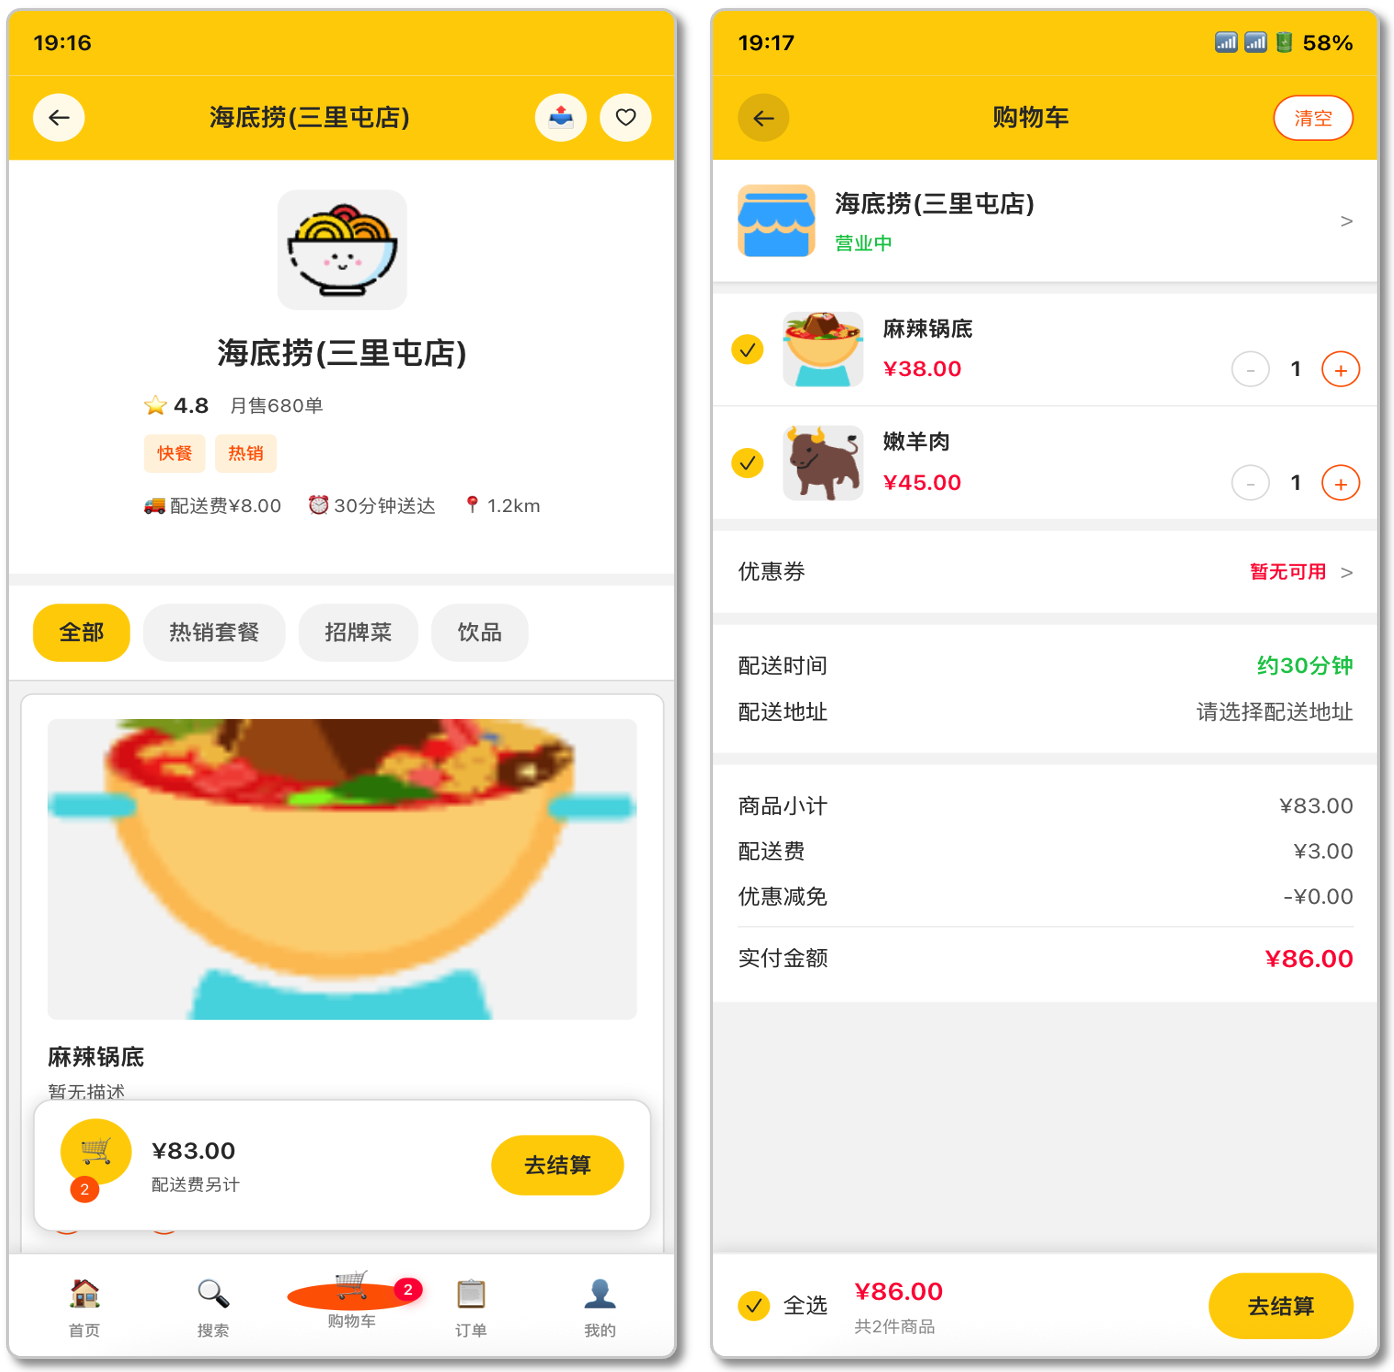 19:16
海底捞(三里屯店)
海底捞(三里屯店)
4.8 月售680单
快餐 热销
配送费¥8.00 30分钟送达 1.2km
全部 热销套餐 招牌菜 饮品
麻辣锅底
暂无描述
¥83.00
配送费另计
2
去结算
2
首页 搜索 购物车 订单 我的
19:17 58%
购物车 清空
海底捞(三里屯店)
营业中
>
麻辣锅底
¥38.00 - 1 +
嫩羊肉
¥45.00 - 1 +
优惠券 暂无可用 >
配送时间 约30分钟
配送地址 请选择配送地址
商品小计 ¥83.00
配送费 ¥3.00
优惠减免 -¥0.00
实付金额 ¥86.00
全选 ¥86.00
共2件商品
去结算